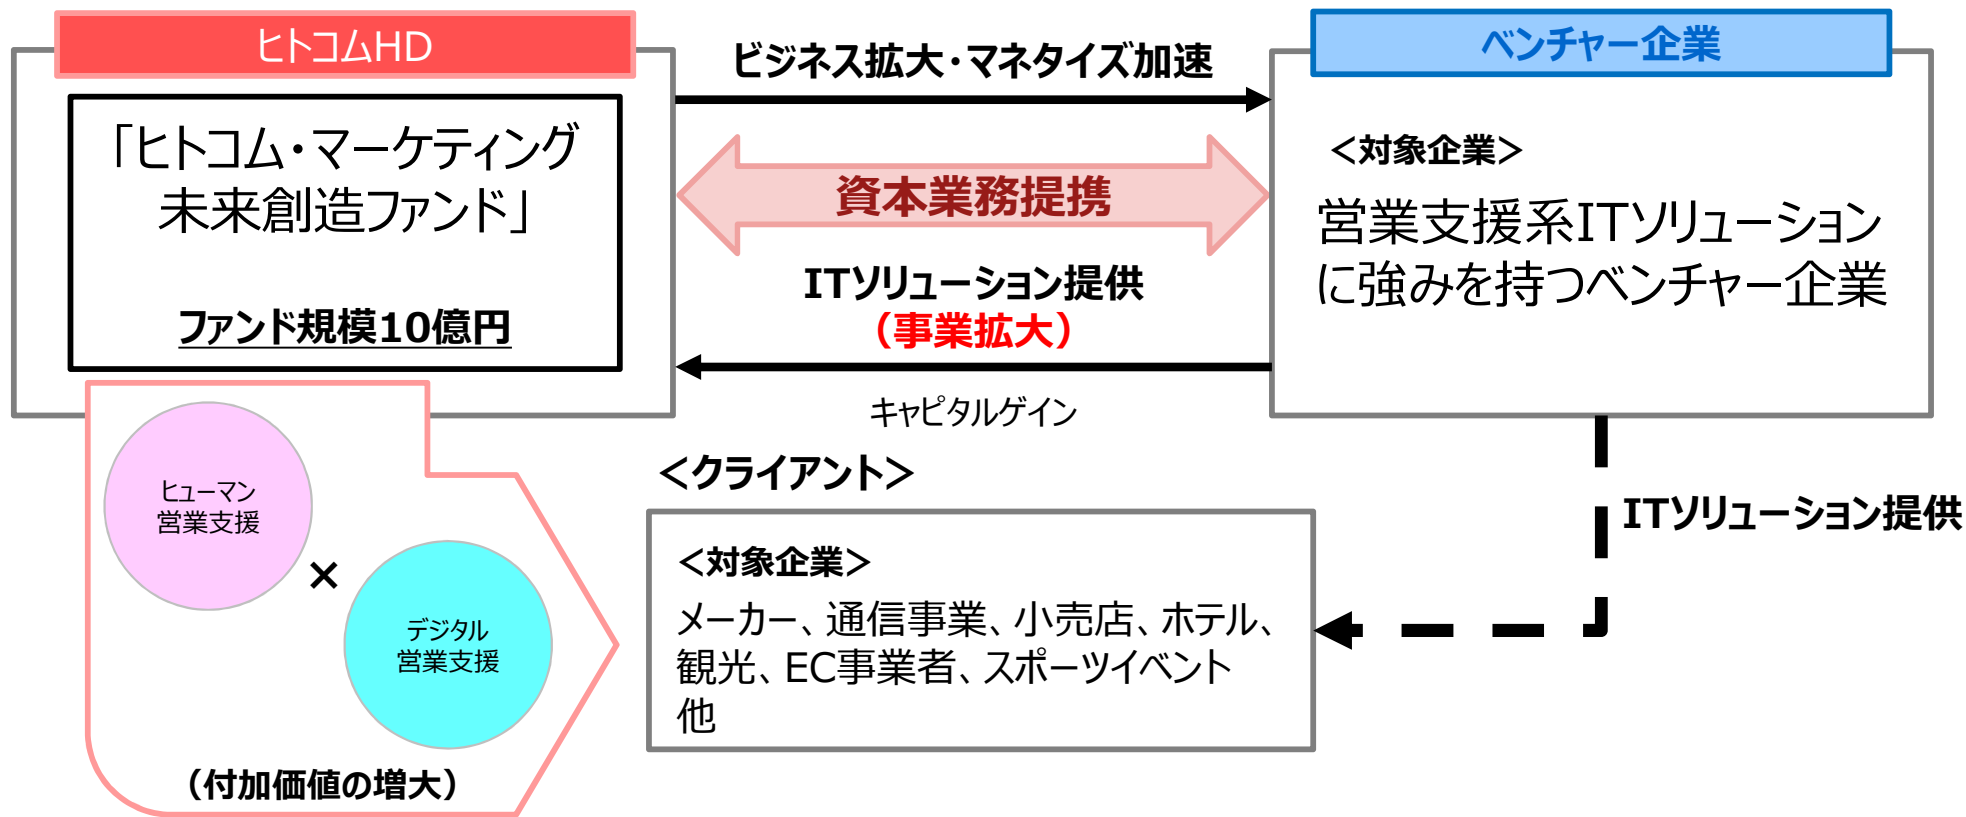 ヒトコムHD
「ヒトコム・マーケティング
未来創造ファンド」
ファンド規模10億円
ビジネス拡大・マネタイズ加速
資本業務提携
ITソリューション提供
（事業拡大）
キャピタルゲイン
ベンチャー企業
＜対象企業＞
営業支援系ITソリューション
に強みを持つベンチャー企業
ヒューマン
営業支援
×
デジタル
営業支援
（付加価値の増大）
＜クライアント＞
＜対象企業＞
メーカー、通信事業、小売店、ホテル、
観光、EC事業者、スポーツイベント
他
ITソリューション提供